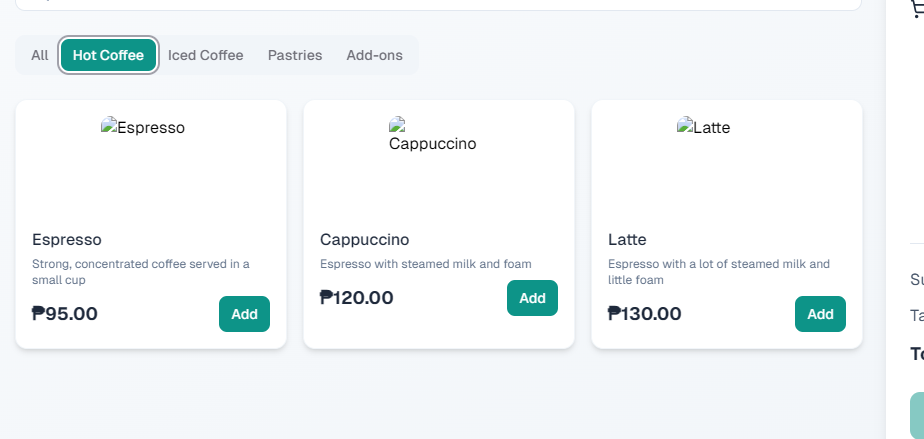 All Hot Coffee Iced Coffee Pastries Add-ons
Espresso
Cappuccino
Latte
Espresso
Strong, concentrated coffee served in a
small cup
₱95.00
Add
Cappuccino
Espresso with steamed milk and foam
₱120.00
Add
Latte
Espresso with a lot of steamed milk and
little foam
₱130.00
Add
Su
Ta
To